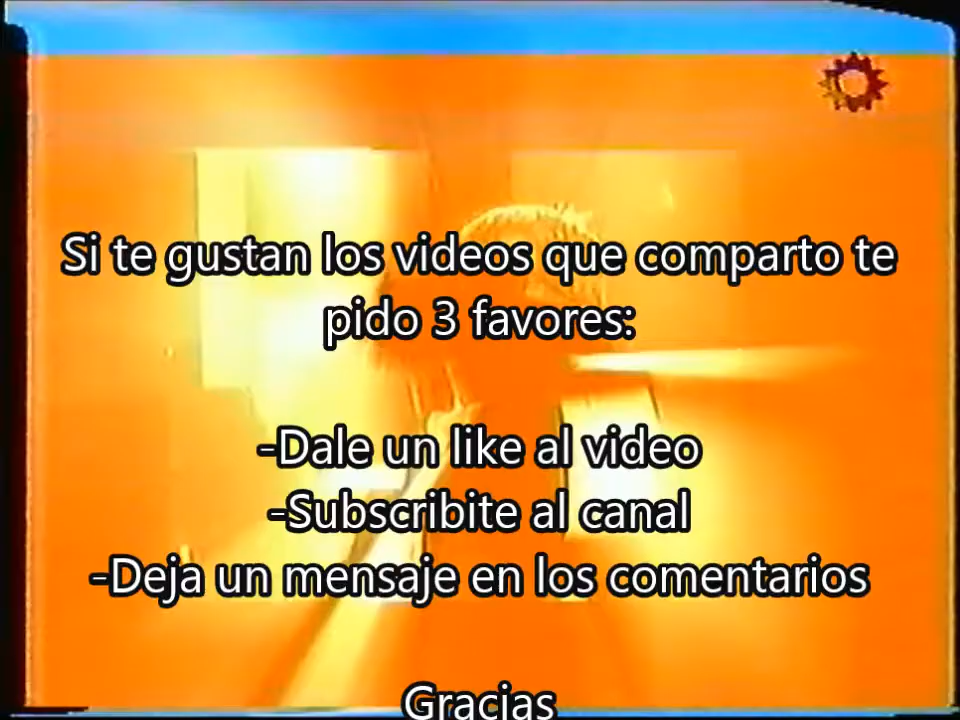 Si te gustan los videos que comparto te
pido 3 favores:
-Dale un like al video
-Subscribite al canal
-Deja un mensaje en los comentarios
Gracias